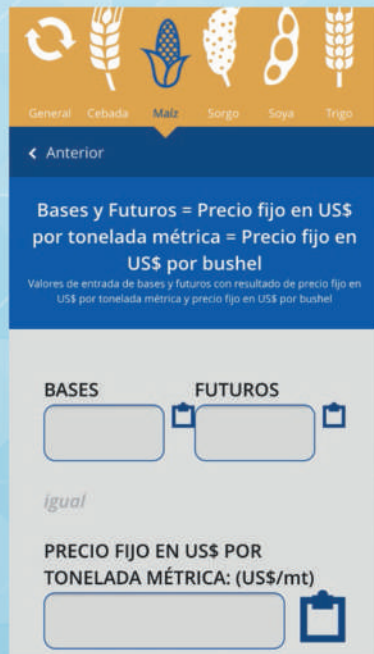 General Cebada Maíz Sorgo Soya Trigo
Anterior
Bases y Futuros = Precio fijo en US$
por tonelada métrica = Precio fijo en
US$ por bushel
Valores de entrada de bases y futuros con resultado de precio fijo en
US$ por tonelada métrica y precio fijo en US$ por bushel
BASES FUTUROS
igual
PRECIO FIJO EN US$ POR
TONELADA MÉTRICA: (US$/mt)